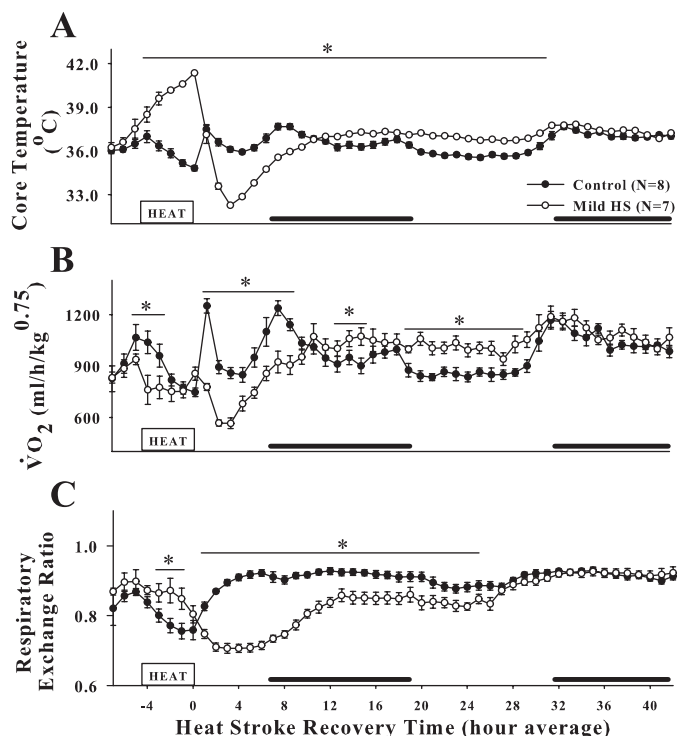 A
*
42.0
39.0
36.0
33.0
Core Temperature
(°C)
Control (N=8)
Mild HS (N=7)
HEAT
B
* * * *
1200
900
600
V̇O2 (ml/h/kg0.75)
HEAT
C
* *
1.0
0.8
0.6
Respiratory
Exchange Ratio
HEAT
-4 0 4 8 12 16 20 24 28 32 36 40
Heat Stroke Recovery Time (hour average)